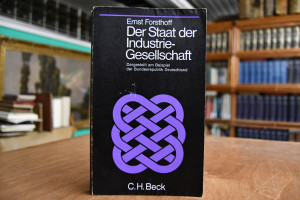 Ernst Forsthoff
Der Staat der
Industrie-
Gesellschaft
Dargestellt am Beispiel
der Bundesrepublik Deutschland
C.H.Beck